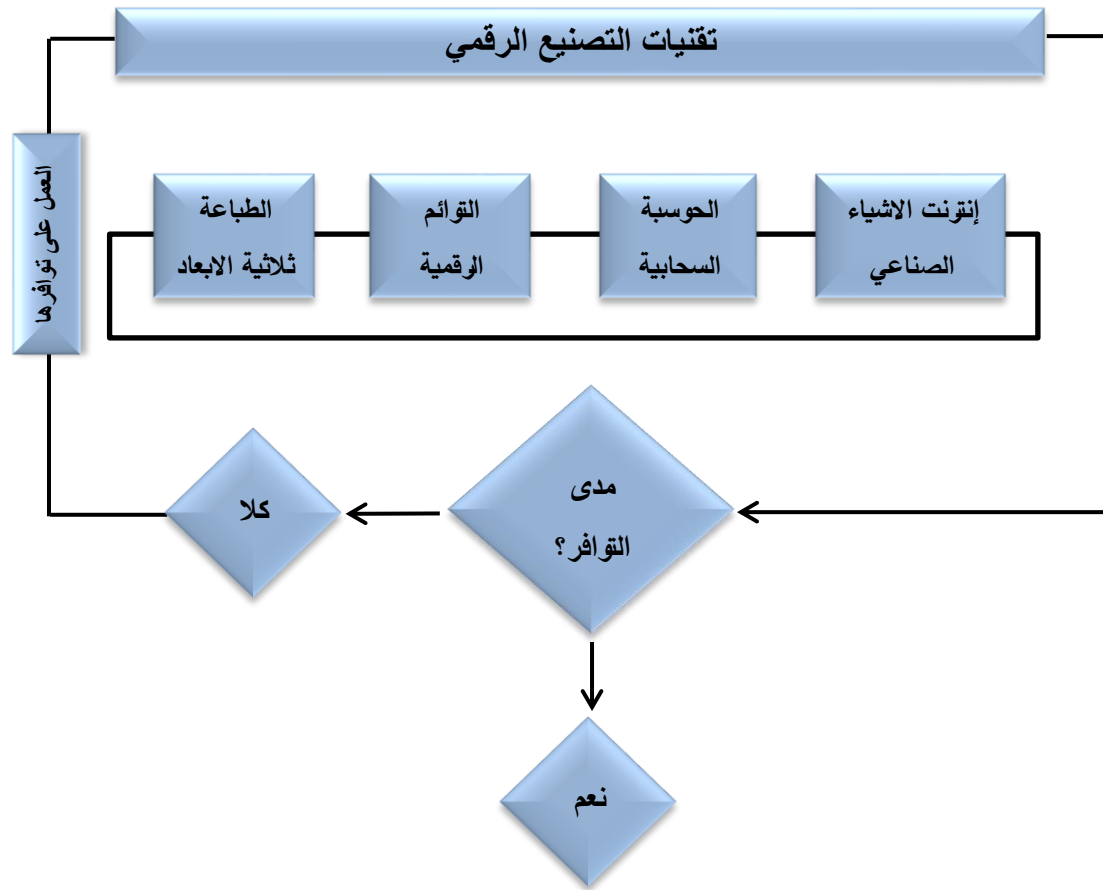 تقنيات التصنيع الرقمي
إنترنت الاشياء
الصناعي
الحوسبة
السحابية
التوائم
الرقمية
الطباعة
ثلاثية الابعاد
العمل على توافرها
مدى
التوافر؟
كلا
نعم